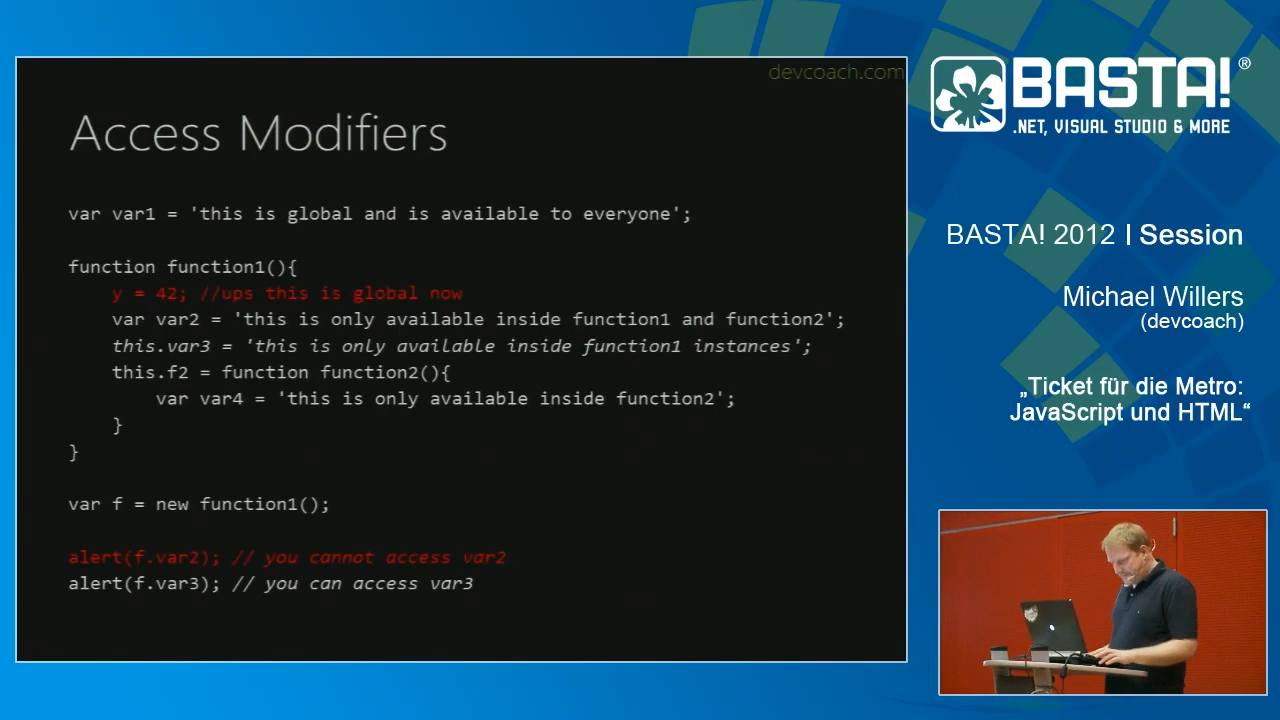 devcoach.com
Access Modifiers
var var1 = 'this is global and is available to everyone';
function function1(){
y = 42; //ups this is global now
var var2 = 'this is only available inside function1 and function2';
this.var3 = 'this is only available inside function1 instances';
this.f2 = function function2(){
var var4 = 'this is only available inside function2';
}
}
var f = new function1();
alert(f.var2); // you cannot access var2
alert(f.var3); // you can access var3
BASTA!®
.NET, VISUAL STUDIO & MORE
BASTA! 2012 I Session
Michael Willers
(devcoach)
„Ticket für die Metro:
JavaScript und HTML“